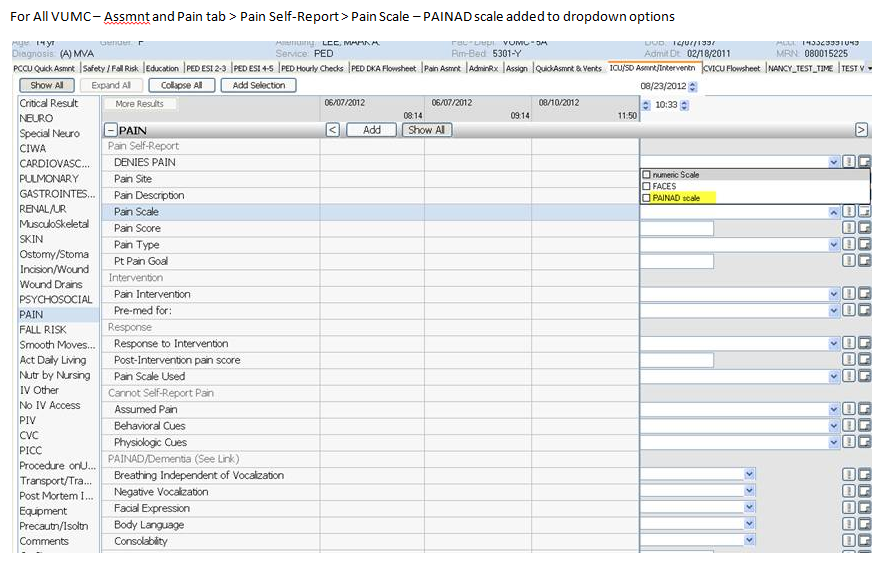 For All VUMC – Assmnt and Pain tab > Pain Self-Report > Pain Scale – PAINAD scale added to dropdown options
Diagnosis: (A) MVA Service: PED Rm-Bed: 5301-Y Admit Dt: 02/18/2011 MRN: 080015225
PCCU Quick Asmnt Safety / Fall Risk Education PED ESI 2-3 PED ESI 4-5 PED Hourly Checks PED DKA Flowsheet Pain Asmnt AdminRx Assign QuickAsmnt & Vents ICU/SD Asmnt/Interventn CVICU Flowsheet NANCY_TEST_TIME TEST V
Show All Expand All Collapse All Add Selection 08/23/2012
More Results 06/07/2012 06/07/2012 08/10/2012 10:33
08:14 09:14 11:50
PAIN < Add Show All >
Critical Result
NEURO
Special Neuro
CIWA
CARDIOVASC...
PULMONARY
GASTROINTES...
RENAL/UR
MusculoSkeletal
SKIN
Ostomy/Stoma
Incision/Wound
Wound Drains
PSYCHOSOCIAL
PAIN
FALL RISK
Smooth Moves...
Act Daily Living
Nutr by Nursing
IV Other
No IV Access
PIV
CVC
PICC
Procedure onU...
Transport/Tra...
Post Mortem I...
Equipment
Precautn/Isoltn
Comments
Pain Self-Report
DENIES PAIN
Pain Site
Pain Description
Pain Scale
Pain Score
Pain Type
Pt Pain Goal
Intervention
Pain Intervention
Pre-med for:
Response
Response to Intervention
Post-Intervention pain score
Pain Scale Used
Cannot Self-Report Pain
Assumed Pain
Behavioral Cues
Physiologic Cues
PAINAD/Dementia (See Link)
Breathing Independent of Vocalization
Negative Vocalization
Facial Expression
Body Language
Consolability
numeric Scale
FACES
PAINAD scale